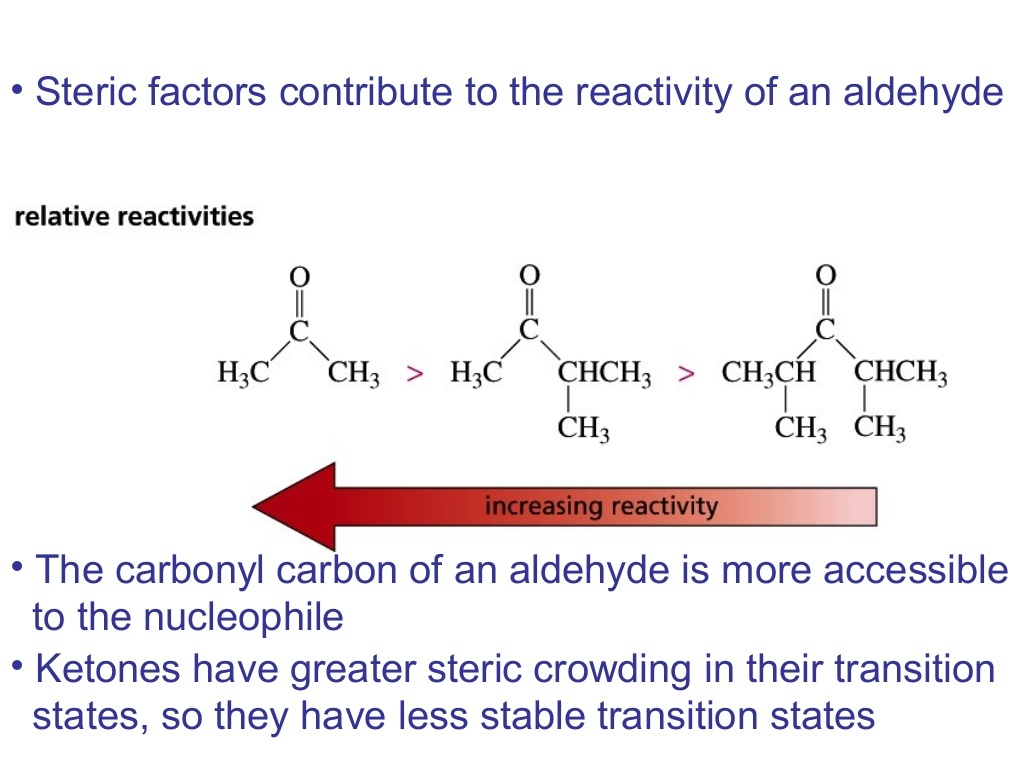 • Steric factors contribute to the reactivity of an aldehyde
relative reactivities
O O O
C C C
H₃C CH₃ > H₃C CHCH₃ > CH₃CH CHCH₃
CH₃ CH₃ CH₃
increasing reactivity
• The carbonyl carbon of an aldehyde is more accessible
to the nucleophile
• Ketones have greater steric crowding in their transition
states, so they have less stable transition states